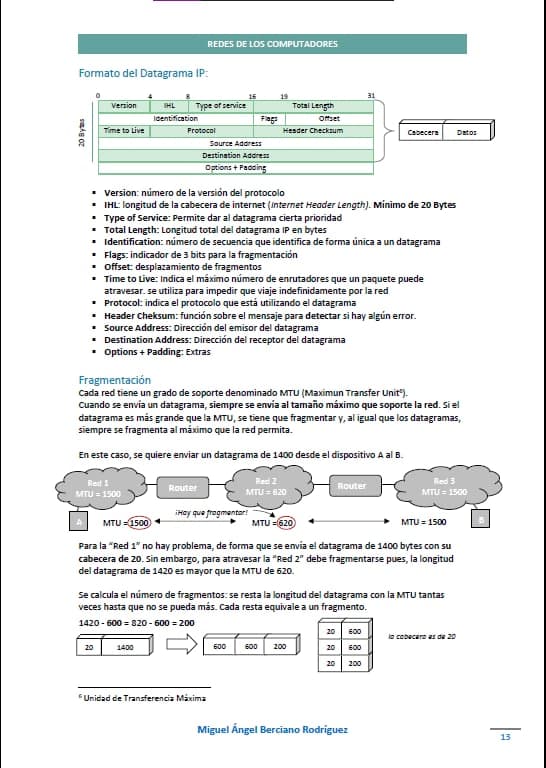 REDES DE LOS COMPUTADORES
Formato del Datagrama IP:
0 4 8 16 19 31
Version IHL Type of service Total Length
Identification Flags Offset
Time to Live Protocol Header Checksum
Source Address
Destination Address
Options + Padding
20 Bytes
Cabecera Datos
▪ Version: número de la versión del protocolo
▪ IHL: longitud de la cabecera de internet (Internet Header Length). Mínimo de 20 Bytes
▪ Type of Service: Permite dar al datagrama cierta prioridad
▪ Total Length: Longitud total del datagrama IP en bytes
▪ Identification: número de secuencia que identifica de forma única a un datagrama
▪ Flags: indicador de 3 bits para la fragmentación
▪ Offset: desplazamiento de fragmentos
▪ Time to Live: Indica el máximo número de enrutadores que un paquete puede
atravesar. se utiliza para impedir que viaje indefinidamente por la red
▪ Protocol: indica el protocolo que está utilizando el datagrama
▪ Header Cheksum: función sobre el mensaje para detectar si hay algún error.
▪ Source Address: Dirección del emisor del datagrama
▪ Destination Address: Dirección del receptor del datagrama
▪ Options + Padding: Extras
Fragmentación
Cada red tiene un grado de soporte denominado MTU (Maximun Transfer Unit⁶).
Cuando se envía un datagrama, siempre se envía al tamaño máximo que soporte la red. Si el
datagrama es más grande que la MTU, se tiene que fragmentar y, al igual que los datagramas,
siempre se fragmenta al máximo que la red permita.
En este caso, se quiere enviar un datagrama de 1400 desde el dispositivo A al B.
Red 1
MTU = 1500
Router
Red 2
MTU = 620
Router
Red 3
MTU = 1500
¡Hay que fragmentar!
A
MTU = 1500
MTU = 620
MTU = 1500
B
Para la "Red 1" no hay problema, de forma que se envía el datagrama de 1400 bytes con su
cabecera de 20. Sin embargo, para atravesar la "Red 2" debe fragmentarse pues, la longitud
del datagrama de 1420 es mayor que la MTU de 620.
Se calcula el número de fragmentos: se resta la longitud del datagrama con la MTU tantas
veces hasta que no se pueda más. Cada resta equivale a un fragmento.
1420 - 600 = 820 - 600 = 200
20 1400
600 600 200
20 600
20 600
20 200
la cabecera es de 20
⁶ Unidad de Transferencia Máxima
Miguel Ángel Berciano Rodríguez
13